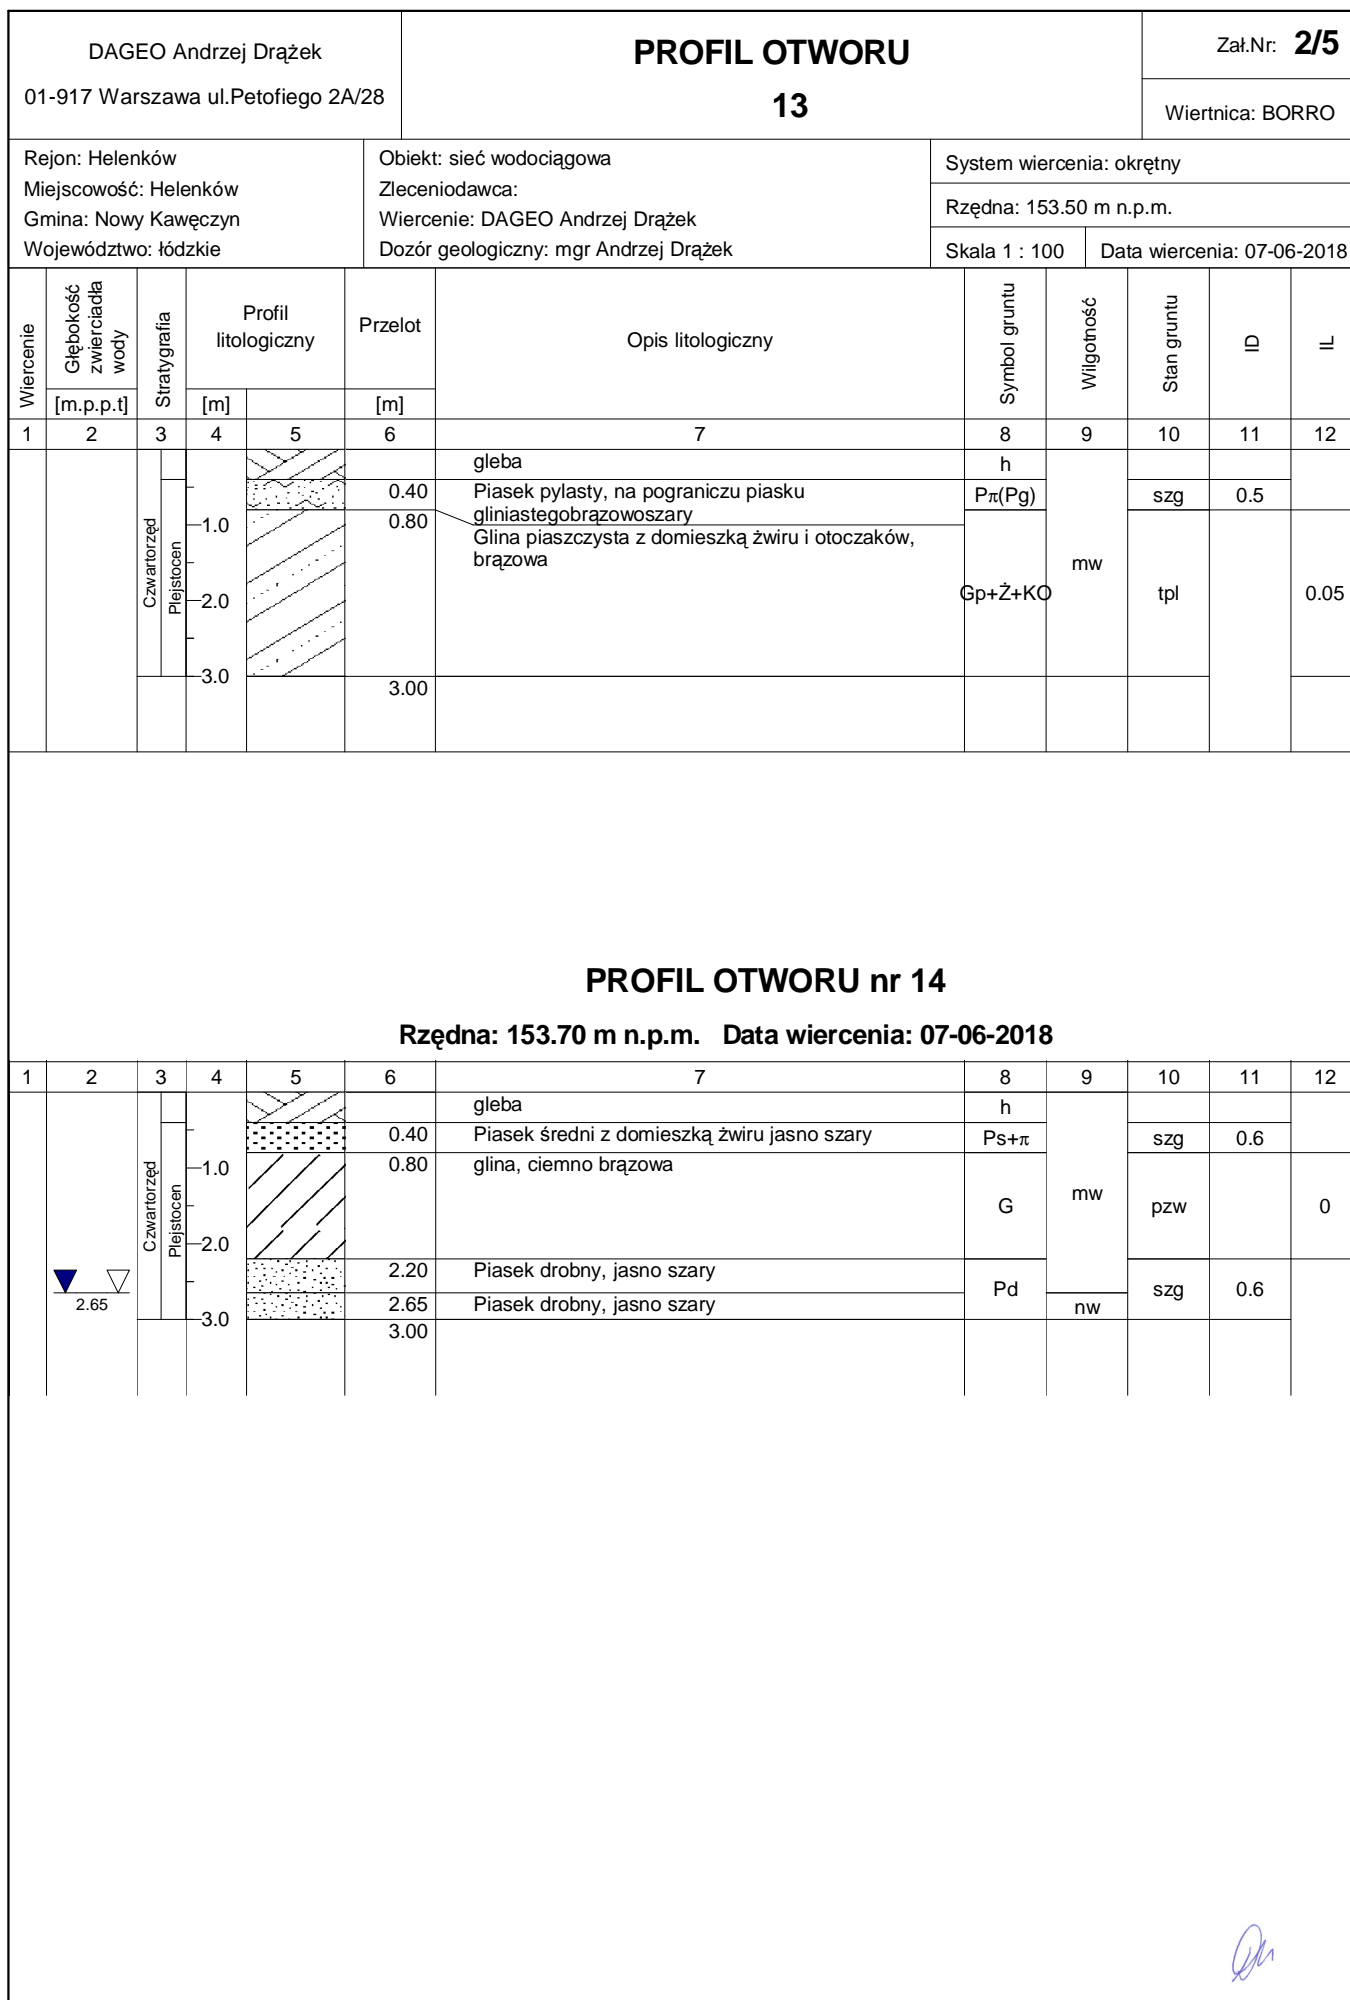 DAGEO Andrzej Drążek
01-917 Warszawa ul.Petofiego 2A/28
PROFIL OTWORU
13
Zał.Nr: 2/5
Wiertnica: BORRO
Rejon: Helenków
Miejscowość: Helenków
Gmina: Nowy Kawęczyn
Województwo: łódzkie
Obiekt: sieć wodociągowa
Zleceniodawca:
Wiercenie: DAGEO Andrzej Drążek
Dozór geologiczny: mgr Andrzej Drążek
System wiercenia: okrętny
Rzędna: 153.50 m n.p.m.
Skala 1 : 100
Data wiercenia: 07-06-2018
Wiercenie
Głębokość
zwierciadła
wody
[m.p.p.t]
Stratygrafia
Profil
litologiczny
[m]
Przelot
[m]
Opis litologiczny
Symbol gruntu
Wilgotność
Stan gruntu
ID
IL
1 2 3 4 5 6 7 8 9 10 11 12
gleba h
0.40 Piasek pylasty, na pograniczu piasku Pπ(Pg) szg 0.5
gliniastegobrązowoszary
1.0 0.80 Glina piaszczysta z domieszką żwiru i otoczaków,
brązowa
mw
Czwartorzęd
Plejstocen
2.0 Gp+Ż+KO tpl 0.05
3.0 3.00
PROFIL OTWORU nr 14
Rzędna: 153.70 m n.p.m. Data wiercenia: 07-06-2018
1 2 3 4 5 6 7 8 9 10 11 12
gleba h
0.40 Piasek średni z domieszką żwiru jasno szary Ps+π szg 0.6
1.0 0.80 glina, ciemno brązowa
Czwartorzęd
Plejstocen
G mw pzw 0
2.0
2.20 Piasek drobny, jasno szary
Pd szg 0.6
2.65 2.65 Piasek drobny, jasno szary nw
3.0 3.00